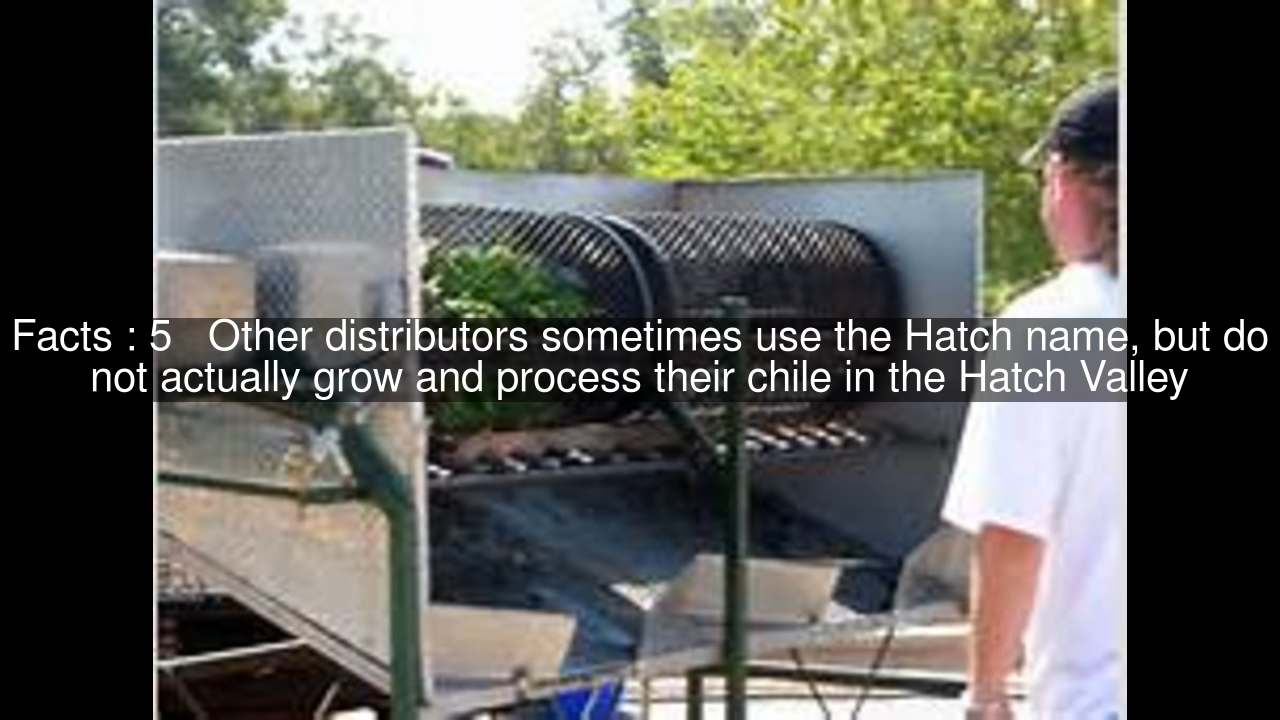 Facts : 5 Other distributors sometimes use the Hatch name, but do
not actually grow and process their chile in the Hatch Valley